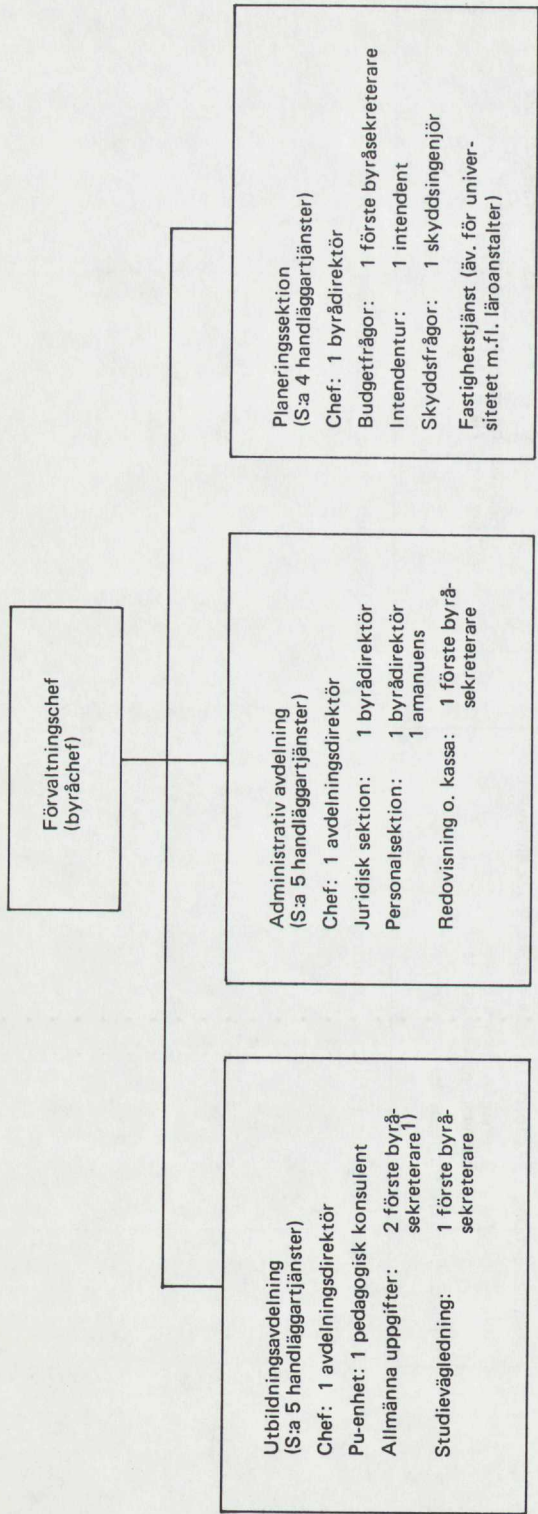 Förvaltningschef
(byråchef)
Utbildningsavdelning
(S:a 5 handläggartjänster)
Chef: 1 avdelningsdirektör
Pu-enhet: 1 pedagogisk konsulent
Allmänna uppgifter: 2 förste byrå-
sekreterare1)
Studievägledning: 1 förste byrå-
sekreterare
Administrativ avdelning
(S:a 5 handläggartjänster)
Chef: 1 avdelningsdirektör
Juridisk sektion: 1 byrådirektör
Personalsektion: 1 byrådirektör
1 amanuens
Redovisning o. kassa: 1 förste byrå-
sekreterare
Planeringssektion
(S:a 4 handläggartjänster)
Chef: 1 byrådirektör
Budgetfrågor: 1 förste byråsekreterare
Intendentur: 1 intendent
Skyddsfrågor: 1 skyddsingenjör
Fastighetstjänst (äv. för univer-
sitetet m.fl. läroanstalter)